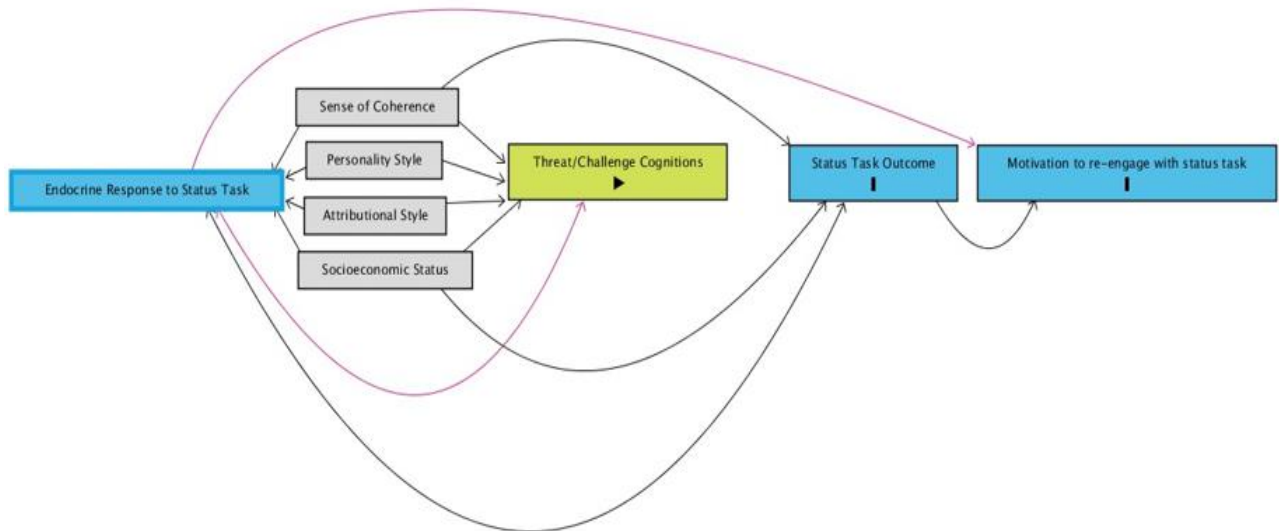 Sense of Coherence
Personality Style
Threat/Challenge Cognitions
Status Task Outcome
Motivation to re-engage with status task
Endocrine Response to Status Task
Attributional Style
Socioeconomic Status